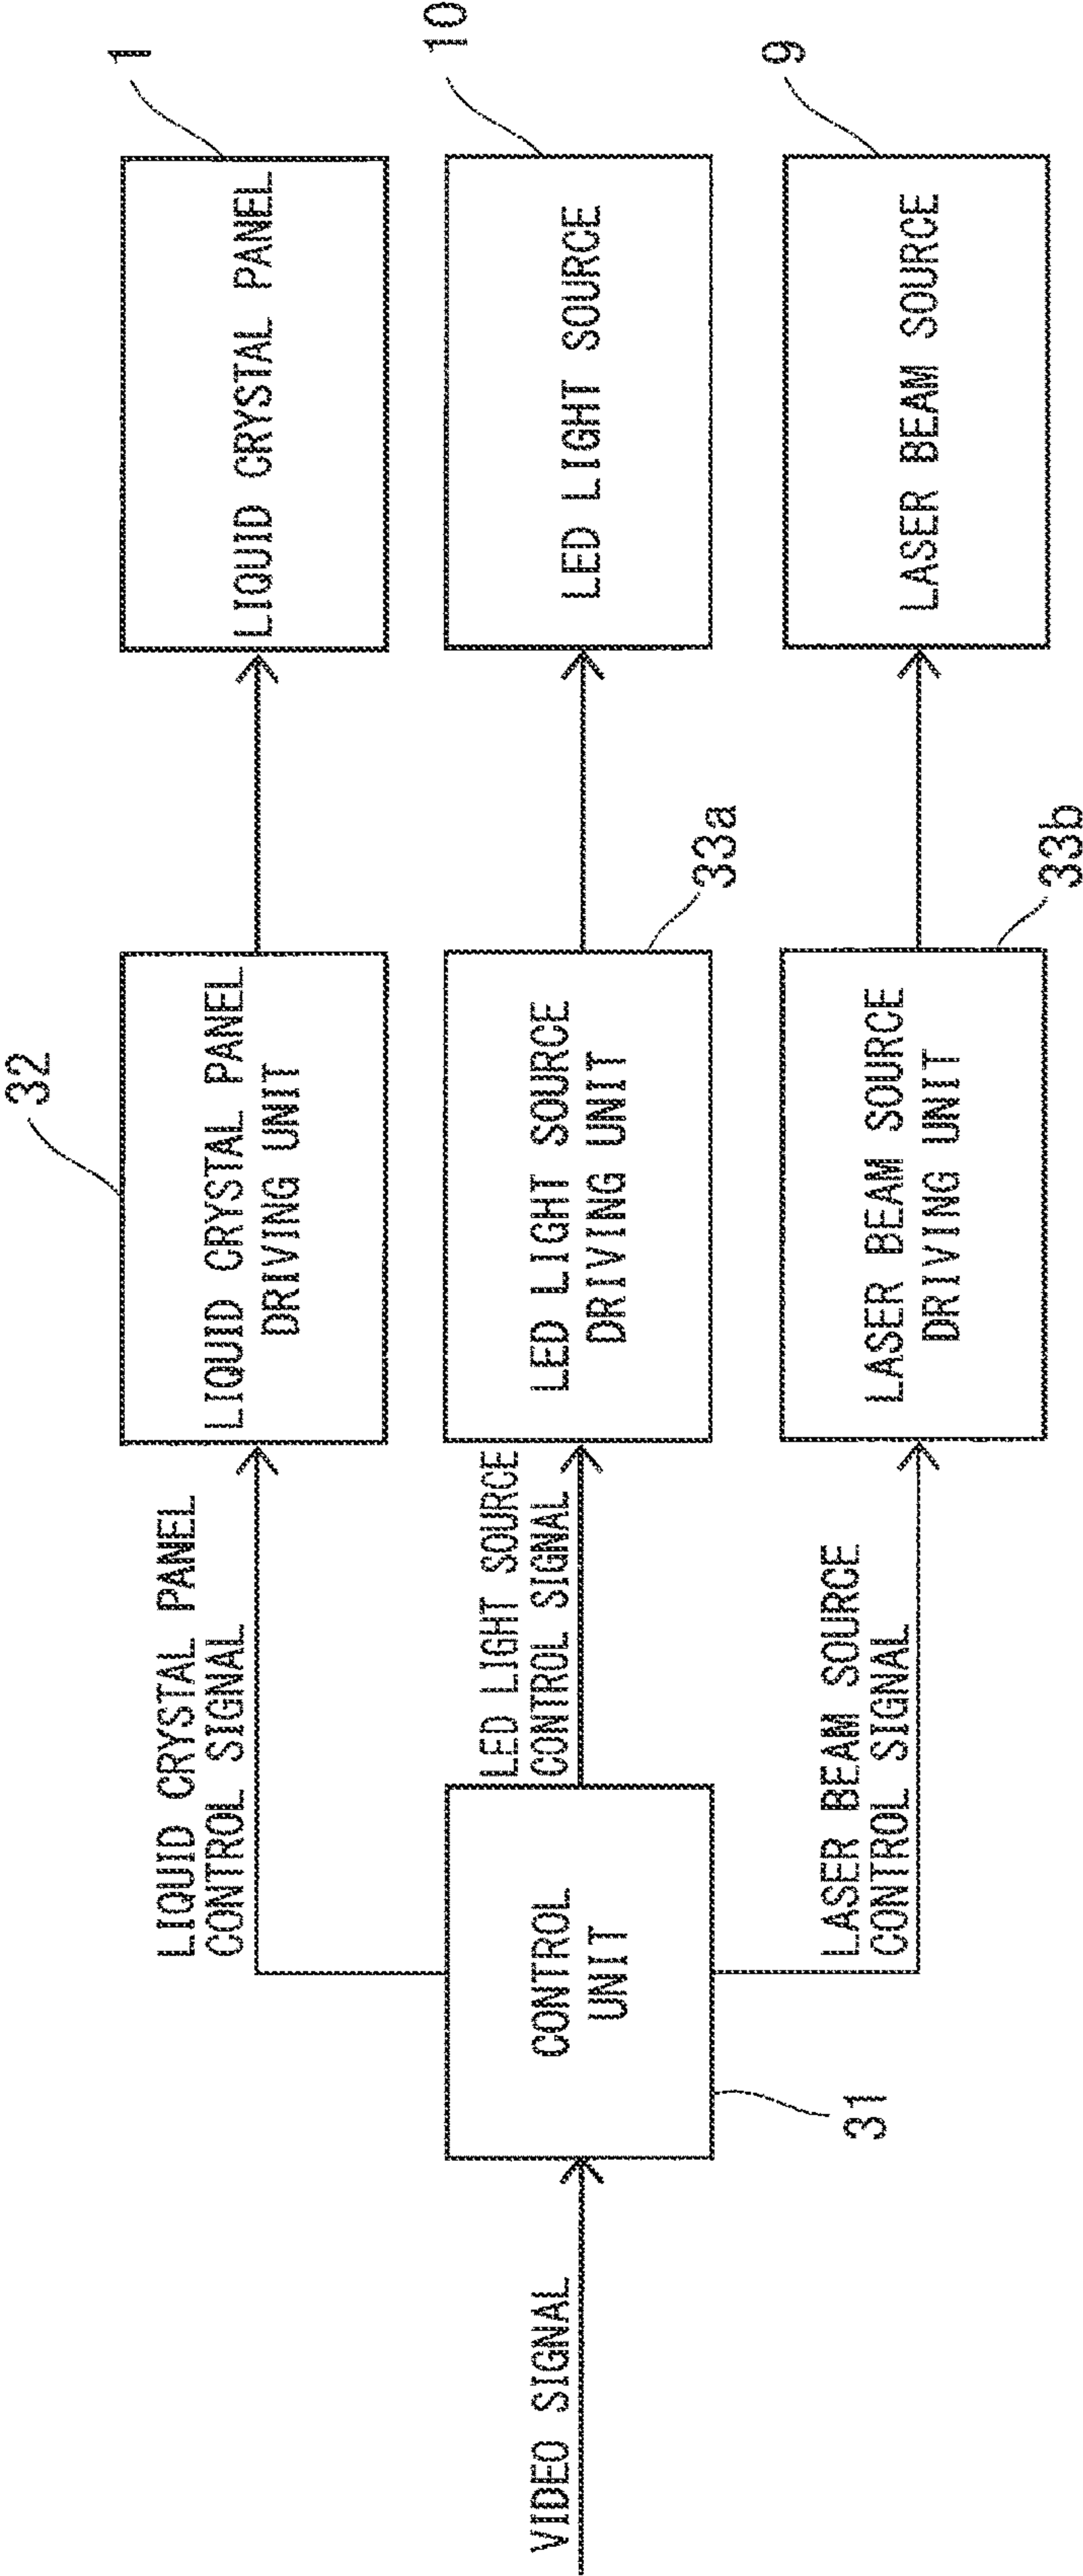 VIDEO SIGNAL
CONTROL
UNIT
31
LIQUID CRYSTAL PANEL
CONTROL SIGNAL
LED LIGHT SOURCE
CONTROL SIGNAL
LASER BEAM SOURCE
CONTROL SIGNAL
32
LIQUID CRYSTAL PANEL
DRIVING UNIT
LED LIGHT SOURCE
DRIVING UNIT
33a
LASER BEAM SOURCE
DRIVING UNIT
33b
1
LIQUID CRYSTAL PANEL
10
LED LIGHT SOURCE
9
LASER BEAM SOURCE